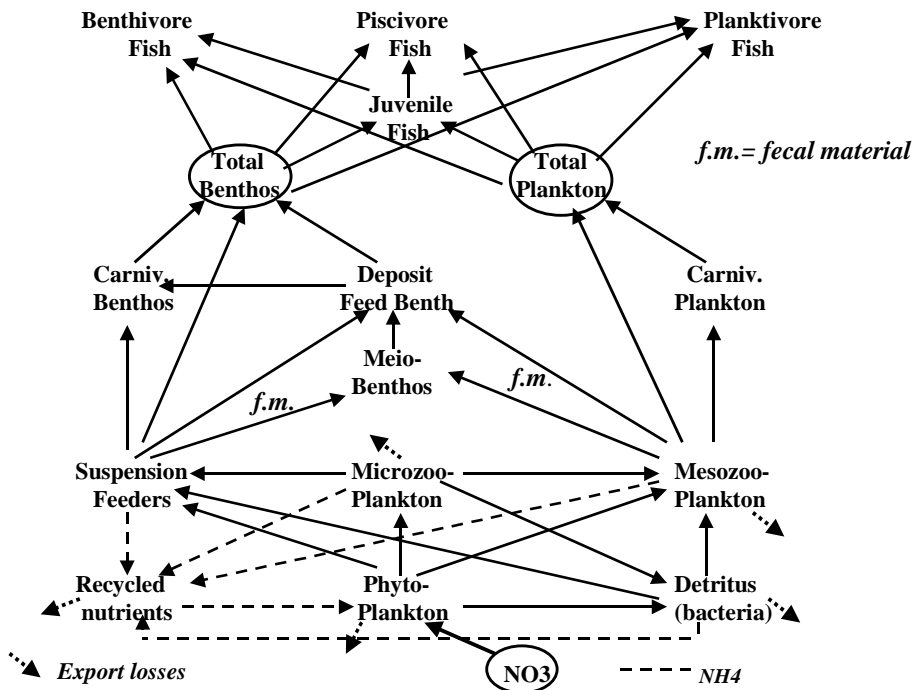 Benthivore
Fish
Piscivore
Fish
Planktivore
Fish
Juvenile
Fish
Total
Benthos
Total
Plankton
f.m.= fecal material
Carniv.
Benthos
Deposit
Feed Benth
Carniv.
Plankton
Meio-
Benthos
f.m.
f.m.
Suspension
Feeders
Microzoo-
Plankton
Mesozoo-
Plankton
Recycled
nutrients
Phyto-
Plankton
Detritus
(bacteria)
Export losses
NO3
NH4